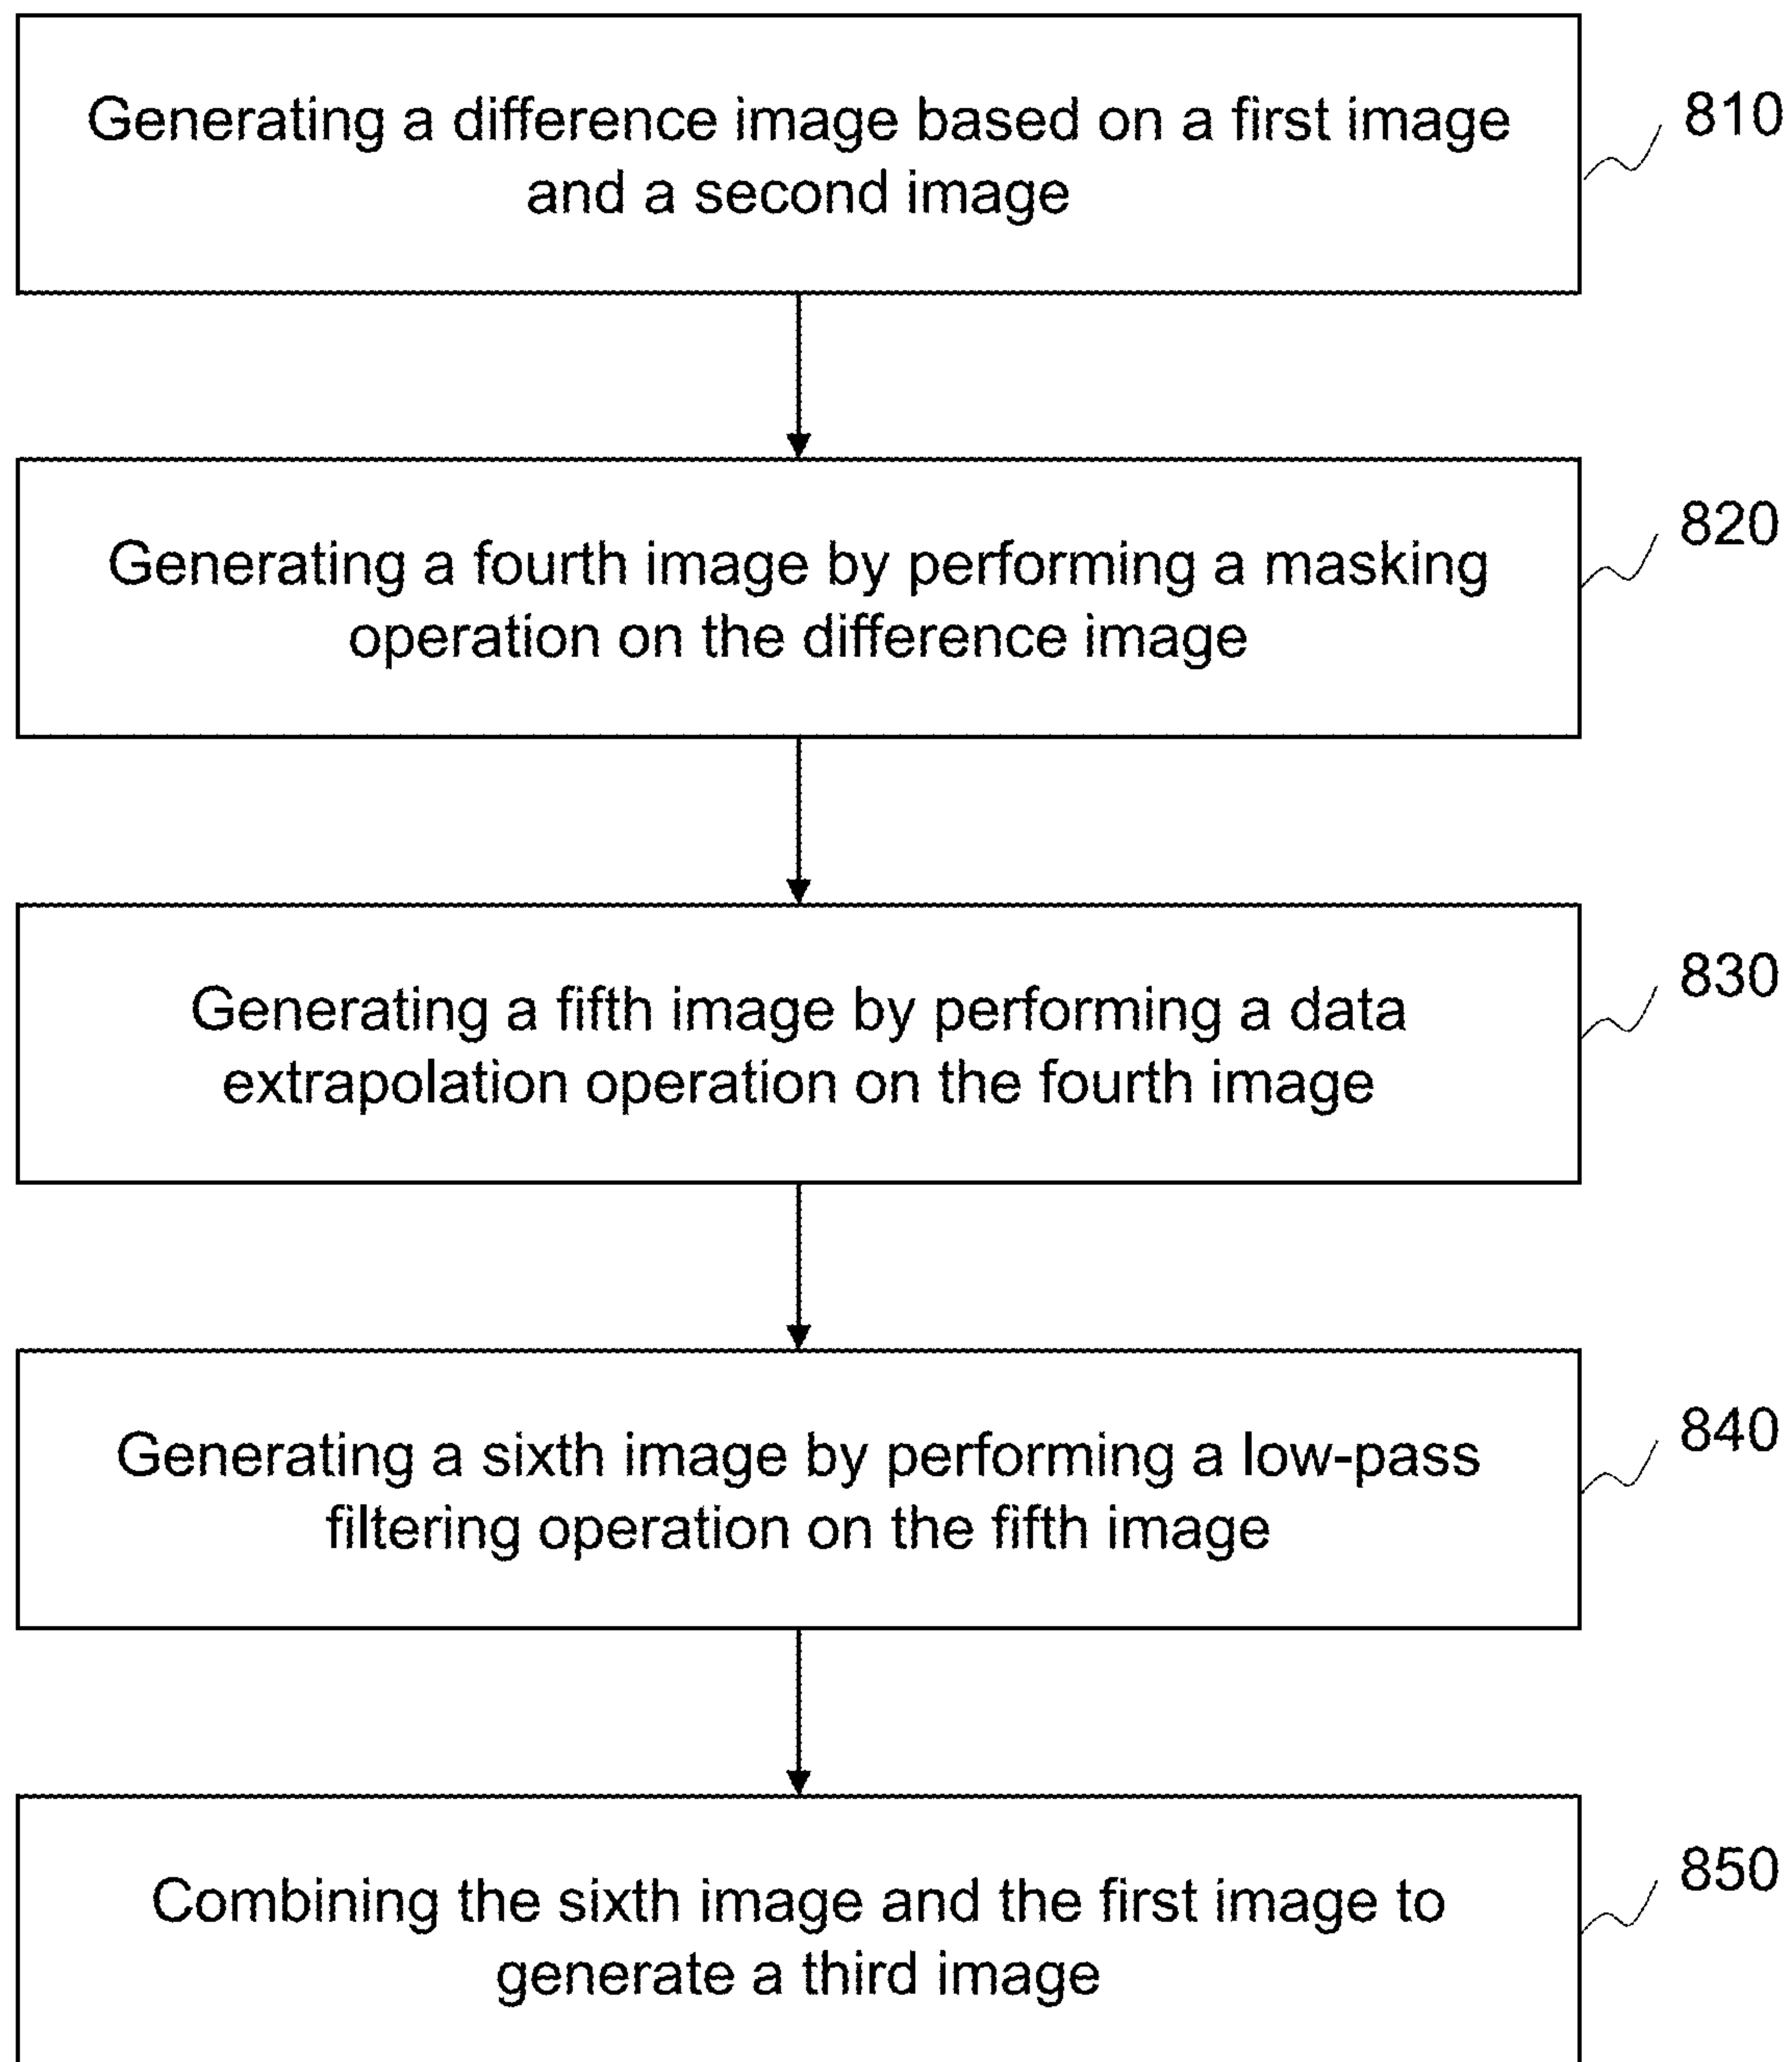 Generating a difference image based on a first image
and a second image
810
Generating a fourth image by performing a masking
operation on the difference image
820
Generating a fifth image by performing a data
extrapolation operation on the fourth image
830
Generating a sixth image by performing a low-pass
filtering operation on the fifth image
840
Combining the sixth image and the first image to
generate a third image
850